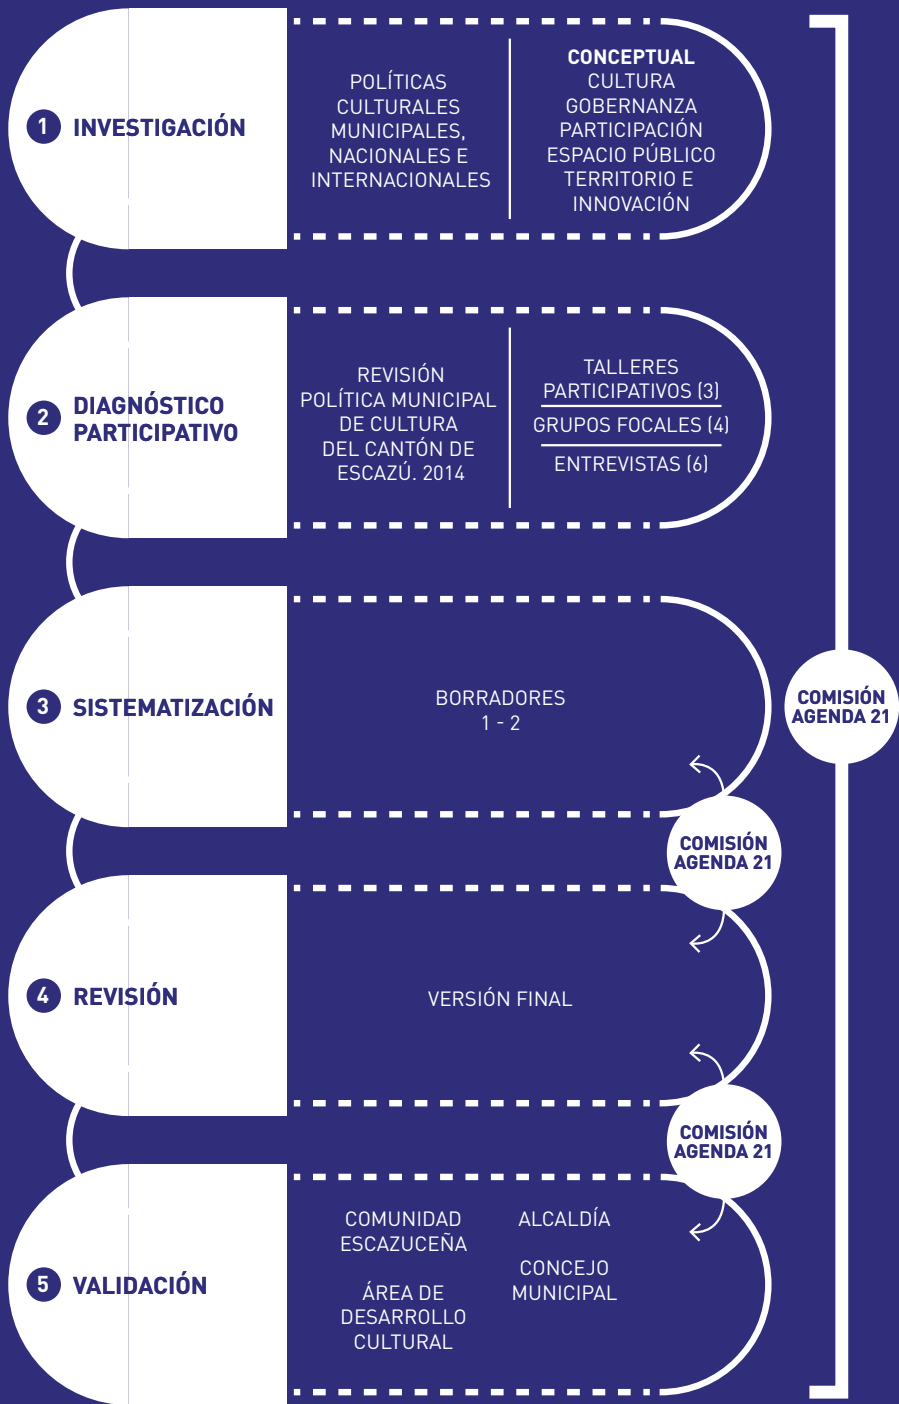 1 INVESTIGACIÓN
POLÍTICAS
CULTURALES
MUNICIPALES,
NACIONALES E
INTERNACIONALES
CONCEPTUAL
CULTURA
GOBERNANZA
PARTICIPACIÓN
ESPACIO PÚBLICO
TERRITORIO E
INNOVACIÓN
2 DIAGNÓSTICO
PARTICIPATIVO
REVISIÓN
POLÍTICA MUNICIPAL
DE CULTURA
DEL CANTÓN DE
ESCAZÚ. 2014
TALLERES
PARTICIPATIVOS (3)
GRUPOS FOCALES (4)
ENTREVISTAS (6)
3 SISTEMATIZACIÓN
BORRADORES
1 - 2
COMISIÓN
AGENDA 21
COMISIÓN
AGENDA 21
4 REVISIÓN
VERSIÓN FINAL
COMISIÓN
AGENDA 21
5 VALIDACIÓN
COMUNIDAD
ESCAZUCEÑA
ÁREA DE
DESARROLLO
CULTURAL
ALCALDÍA
CONCEJO
MUNICIPAL